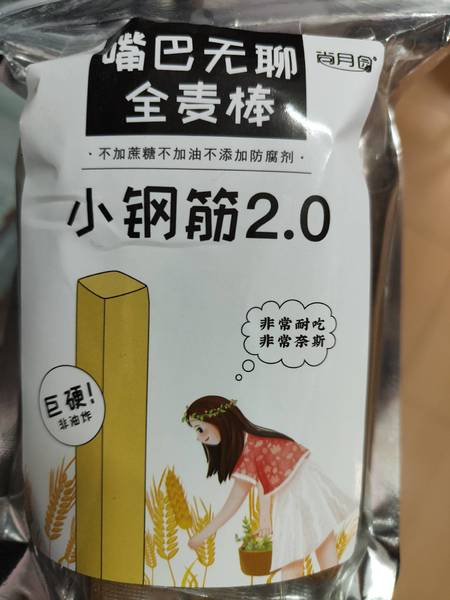 嘴巴无聊
尚月园
全麦棒
·不加蔗糖不加油不添加防腐剂·
小钢筋2.0
非常耐吃
非常奈斯
巨硬!
非油炸